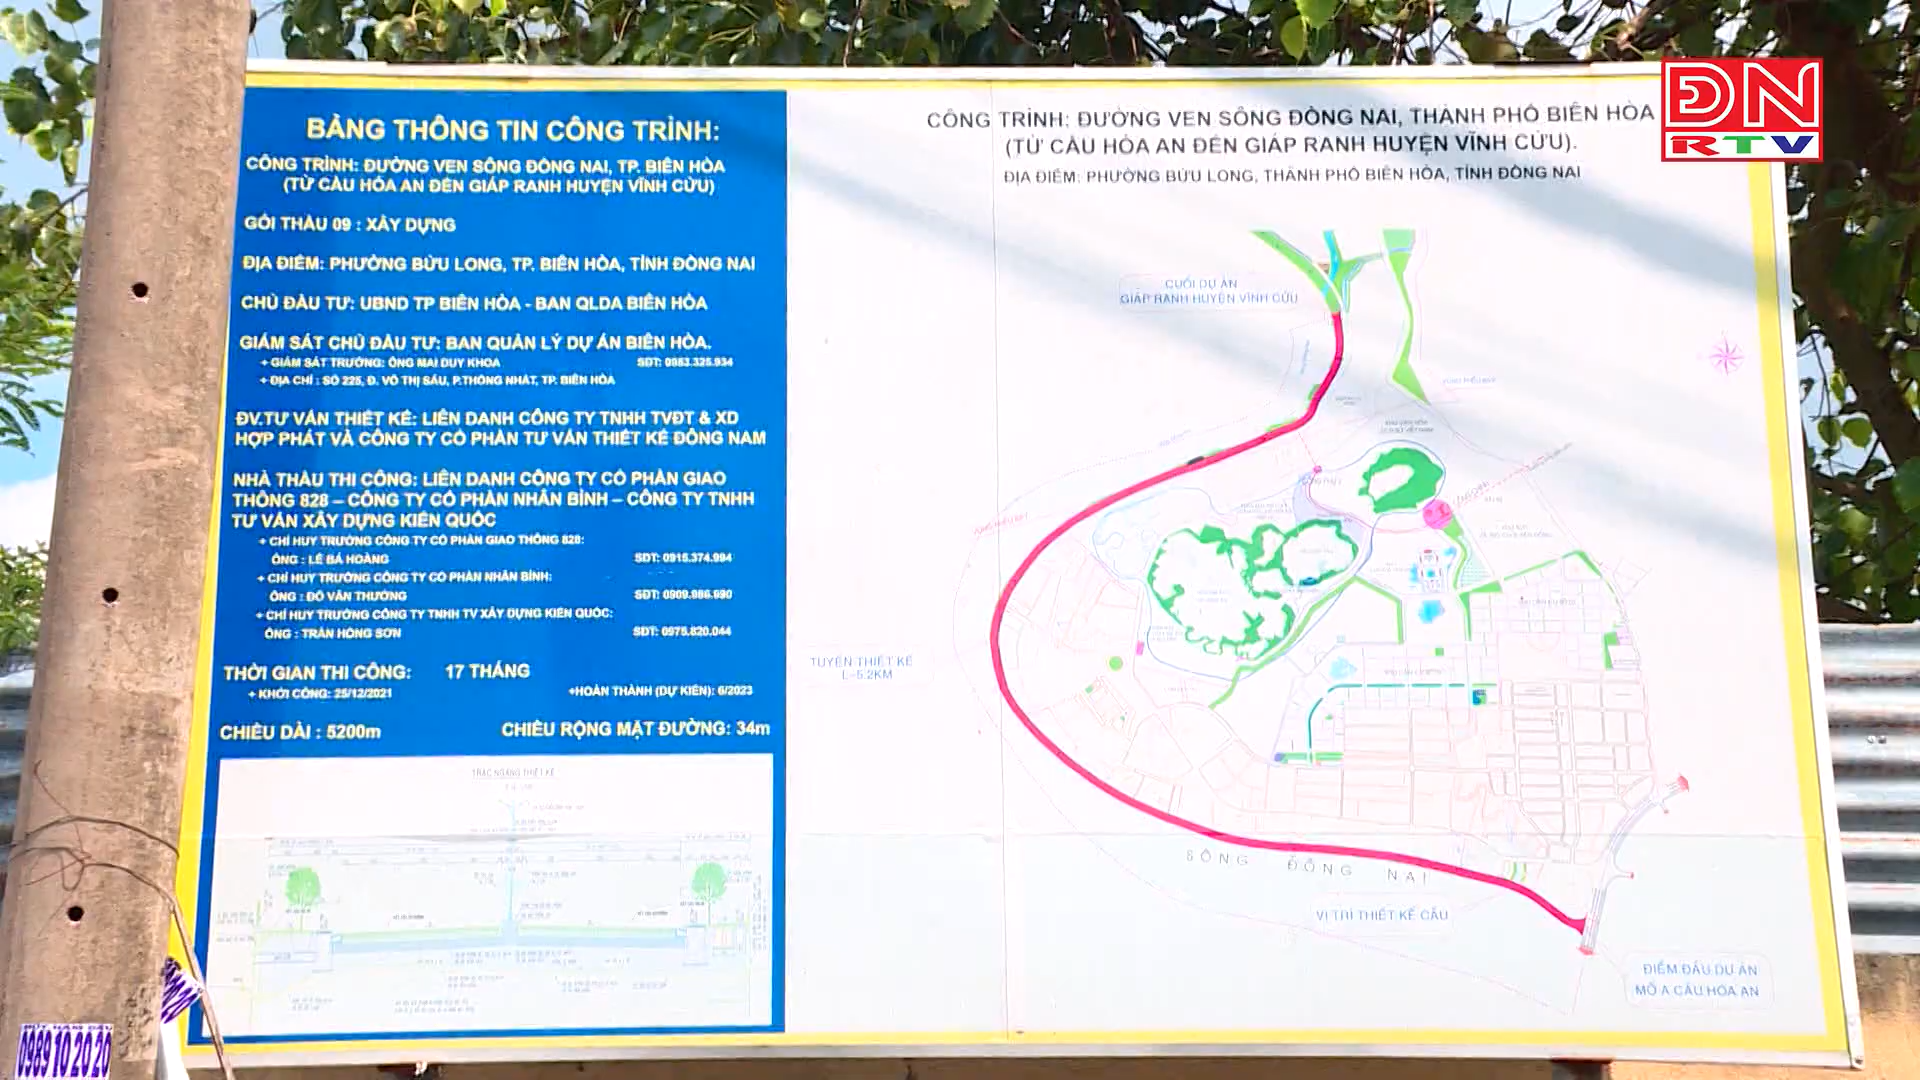 BẢNG THÔNG TIN CÔNG TRÌNH:
CÔNG TRÌNH: ĐƯỜNG VEN SÔNG ĐỒNG NAI, TP. BIÊN HÒA
(TỪ CẦU HÓA AN ĐẾN GIÁP RANH HUYỆN VĨNH CỬU)
GÓI THẦU 09 : XÂY DỰNG
ĐỊA ĐIỂM: PHƯỜNG BỬU LONG, TP. BIÊN HÒA, TỈNH ĐỒNG NAI
CHỦ ĐẦU TƯ: UBND TP BIÊN HÒA - BAN QLDA BIÊN HÒA
GIÁM SÁT CHỦ ĐẦU TƯ: BAN QUẢN LÝ DỰ ÁN BIÊN HÒA.
+ GIÁM SÁT TRƯỞNG: ÔNG MAI DUY KHOA SĐT: 0983.325.934
+ ĐỊA CHỈ : SỐ 225, Đ. VÕ THỊ SÁU, P.THỐNG NHẤT, TP. BIÊN HÒA
ĐV.TƯ VẤN THIẾT KẾ: LIÊN DANH CÔNG TY TNHH TVĐT & XD
HỢP PHÁT VÀ CÔNG TY CỔ PHẦN TƯ VẤN THIẾT KẾ ĐÔNG NAM
NHÀ THẦU THI CÔNG: LIÊN DANH CÔNG TY CỔ PHẦN GIAO
THÔNG 828 – CÔNG TY CỔ PHẦN NHÂN BÌNH – CÔNG TY TNHH
TƯ VẤN XÂY DỰNG KIẾN QUỐC
+ CHỈ HUY TRƯỞNG CÔNG TY CỔ PHẦN GIAO THÔNG 828:
ÔNG : LÊ BÁ HOÀNG SĐT: 0915.374.994
+ CHỈ HUY TRƯỞNG CÔNG TY CỔ PHẦN NHÂN BÌNH:
ÔNG : ĐỖ VĂN THƯỞNG SĐT: 0909.986.690
+ CHỈ HUY TRƯỞNG CÔNG TY TNHH TV XÂY DỰNG KIẾN QUỐC:
ÔNG : TRẦN HỒNG SƠN SĐT: 0975.820.044
THỜI GIAN THI CÔNG: 17 THÁNG
+ KHỞI CÔNG: 25/12/2021 +HOÀN THÀNH (DỰ KIẾN): 6/2023
CHIỀU DÀI : 5200m CHIỀU RỘNG MẶT ĐƯỜNG: 34m
TRẮC NGANG THIẾT KẾ
CÔNG TRÌNH: ĐƯỜNG VEN SÔNG ĐỒNG NAI, THÀNH PHỐ BIÊN HÒA
(TỪ CẦU HÓA AN ĐẾN GIÁP RANH HUYỆN VĨNH CỬU).
ĐỊA ĐIỂM: PHƯỜNG BỬU LONG, THÀNH PHỐ BIÊN HÒA, TỈNH ĐỒNG NAI
CUỐI DỰ ÁN
GIÁP RANH HUYỆN VĨNH CỬU
TUYẾN THIẾT KẾ
L=5.2KM
SÔNG ĐỒNG NAI
VỊ TRÍ THIẾT KẾ CẦU
ĐIỂM ĐẦU DỰ ÁN
MỐ A CẦU HÓA AN
ĐN
RTV
0989102020